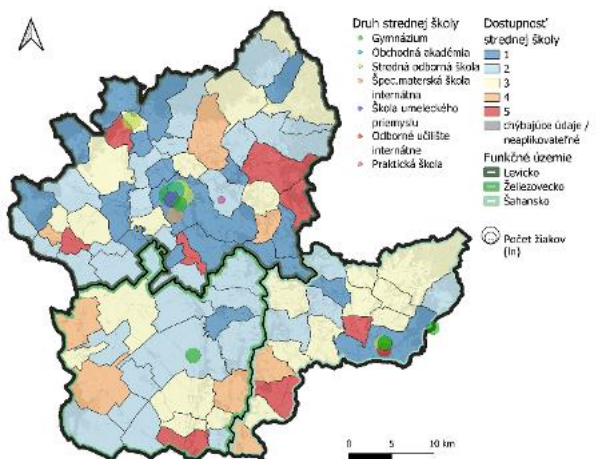 Druh strednej školy
Gymnázium
Obchodná akadémia
Stredná odborná škola
Špec.materská škola
internátna
Škola umeleckého
priemyslu
Odborné učilište
internátne
Praktická škola
Dostupnosť
strednej školy
1
2
3
4
5
chýbajúce údaje /
neaplikovateľné
Funkčné územie
Levicko
Želiezovecko
Šahansko
Počet žiakov
(ln)
0 5 10 km